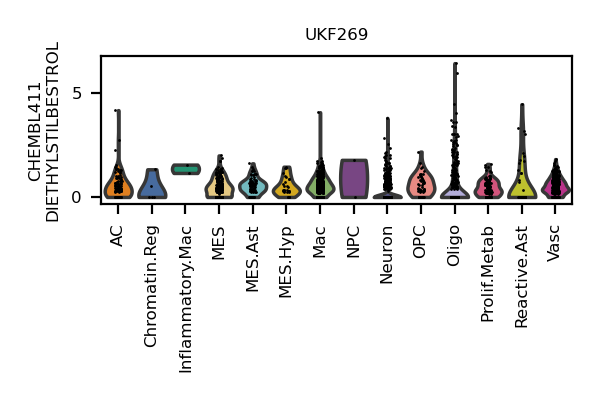 UKF269
CHEMBL411
DIETHYLSTILBESTROL
5
0
AC
Chromatin.Reg
Inflammatory.Mac
MES
MES.Ast
MES.Hyp
Mac
NPC
Neuron
OPC
Oligo
Prolif.Metab
Reactive.Ast
Vasc